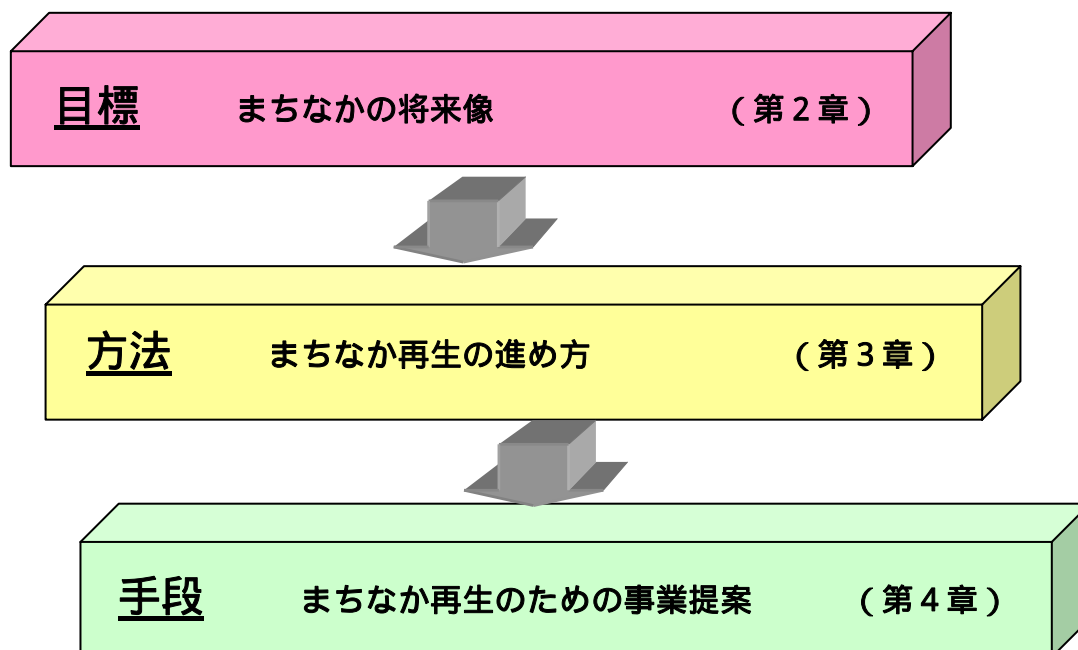 目標 まちなかの将来像 (第2章)
方法 まちなか再生の進め方 (第3章)
手段 まちなか再生のための事業提案 (第4章)